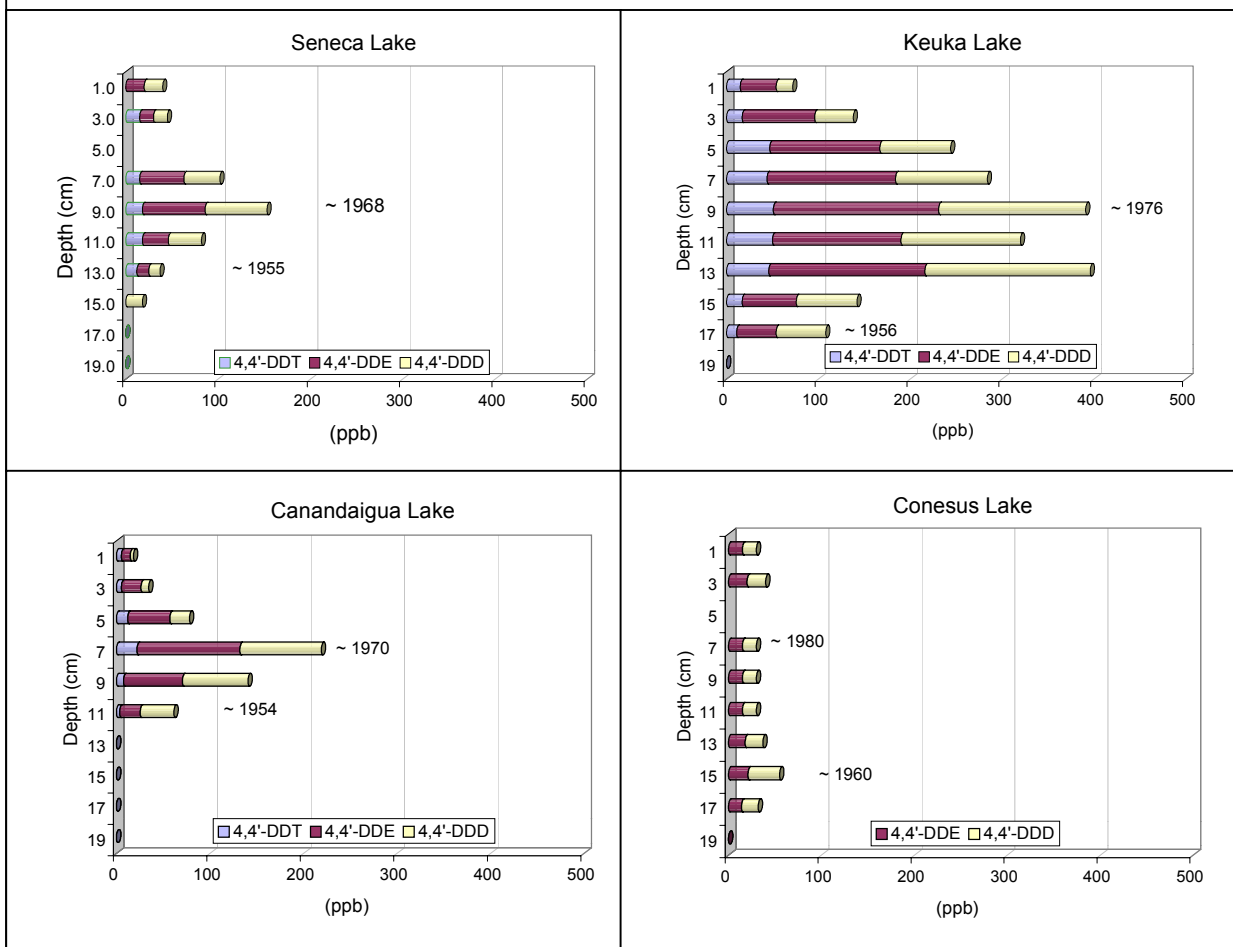 Seneca Lake
Depth (cm)
1.0
3.0
5.0
7.0
9.0
11.0
13.0
15.0
17.0
19.0
~ 1968
~ 1955
4,4'-DDT 4,4'-DDE 4,4'-DDD
0 100 200 300 400 500
(ppb)
Keuka Lake
Depth (cm)
1
3
5
7
9
11
13
15
17
19
~ 1976
~ 1956
4,4'-DDT 4,4'-DDE 4,4'-DDD
0 100 200 300 400 500
(ppb)
Canandaigua Lake
Depth (cm)
1
3
5
7
9
11
13
15
17
19
~ 1970
~ 1954
4,4'-DDT 4,4'-DDE 4,4'-DDD
0 100 200 300 400 500
(ppb)
Conesus Lake
Depth (cm)
1
3
5
7
9
11
13
15
17
19
~ 1980
~ 1960
4,4'-DDE 4,4'-DDD
0 100 200 300 400 500
(ppb)